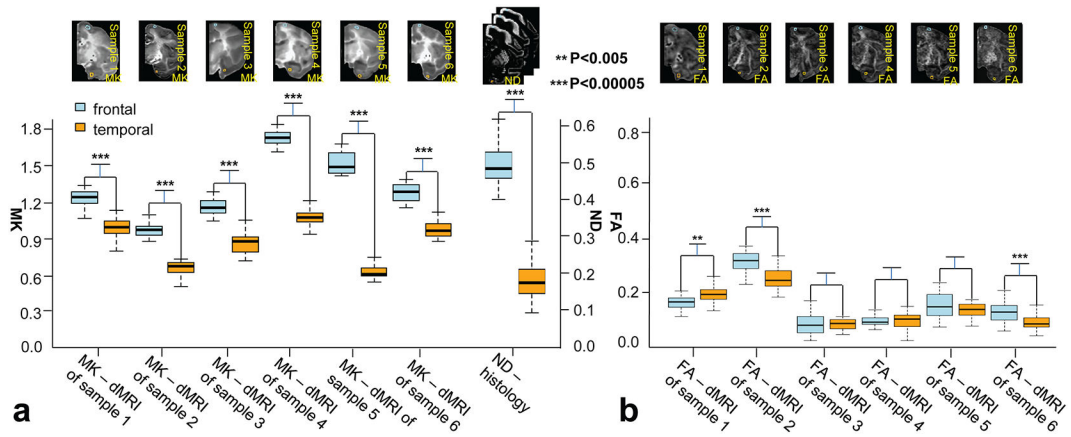 Sample 1
MK
Sample 2
MK
Sample 3
MK
Sample 4
MK
Sample 5
MK
Sample 6
MK
ND
**P<0.005
***P<0.00005
Sample 1
FA
Sample 2
FA
Sample 3
FA
Sample 4
FA
Sample 5
FA
Sample 6
FA
frontal
temporal
MK
1.8
1.5
1.2
0.9
0.6
0.3
0.0
***
***
***
***
***
***
***
0.6
0.5
0.4
0.3
0.2
0.1
0.0
ND
MK – dMRI
of sample 1
MK – dMRI
of sample 2
MK – dMRI
of sample 3
MK – dMRI
of sample 4
MK – dMRI of
sample 5
MK – dMRI
of sample 6
ND –
histology
a
FA
0.8
0.6
0.4
0.2
0.0
**
***
***
FA – dMRI
of sample 1
FA – dMRI
of sample 2
FA – dMRI
of sample 3
FA – dMRI
of sample 4
FA – dMRI
of sample 5
FA – dMRI
of sample 6
b